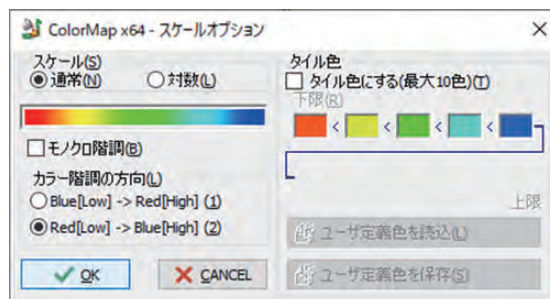 ColorMap x64 - スケールオプション
スケール(S)
通常(N) 対数(L)
モノクロ階調(B)
カラー階調の方向(L)
Blue[Low] -> Red[High] (1)
Red[Low] -> Blue[High] (2)
OK CANCEL
タイル色
タイル色にする(最大10色)(T)
下限(R)
< < < <
上限
ユーザ定義色を読込(L)
ユーザ定義色を保存(S)